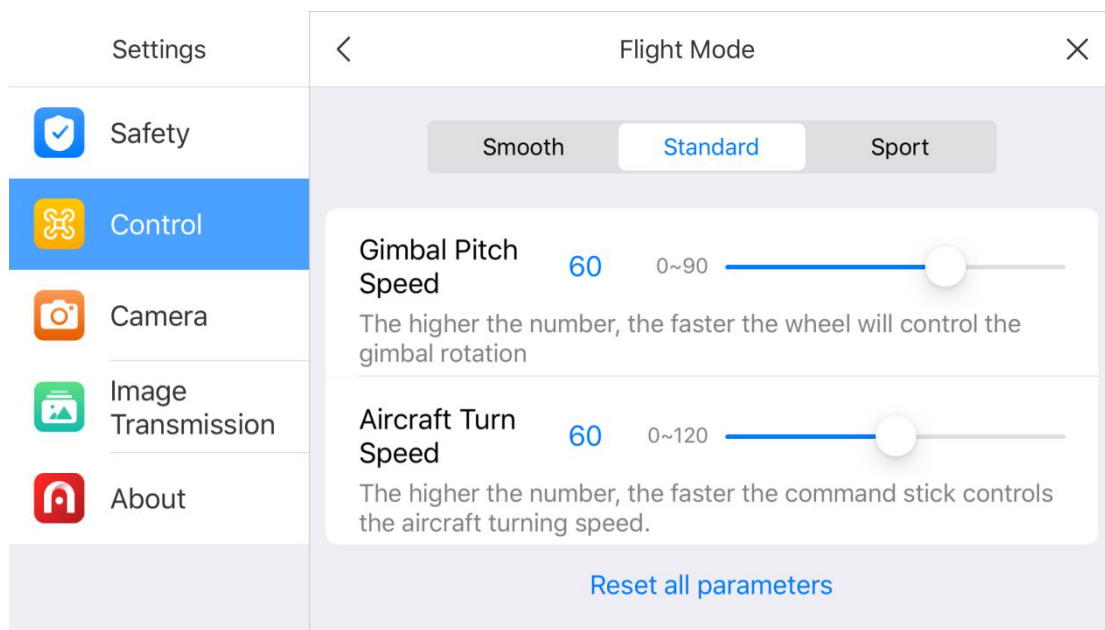 Settings
Flight Mode
Safety
Control
Camera
Image
Transmission
About
Smooth
Standard
Sport
Gimbal Pitch
Speed
60
0~90
The higher the number, the faster the wheel will control the
gimbal rotation
Aircraft Turn
Speed
60
0~120
The higher the number, the faster the command stick controls
the aircraft turning speed.
Reset all parameters